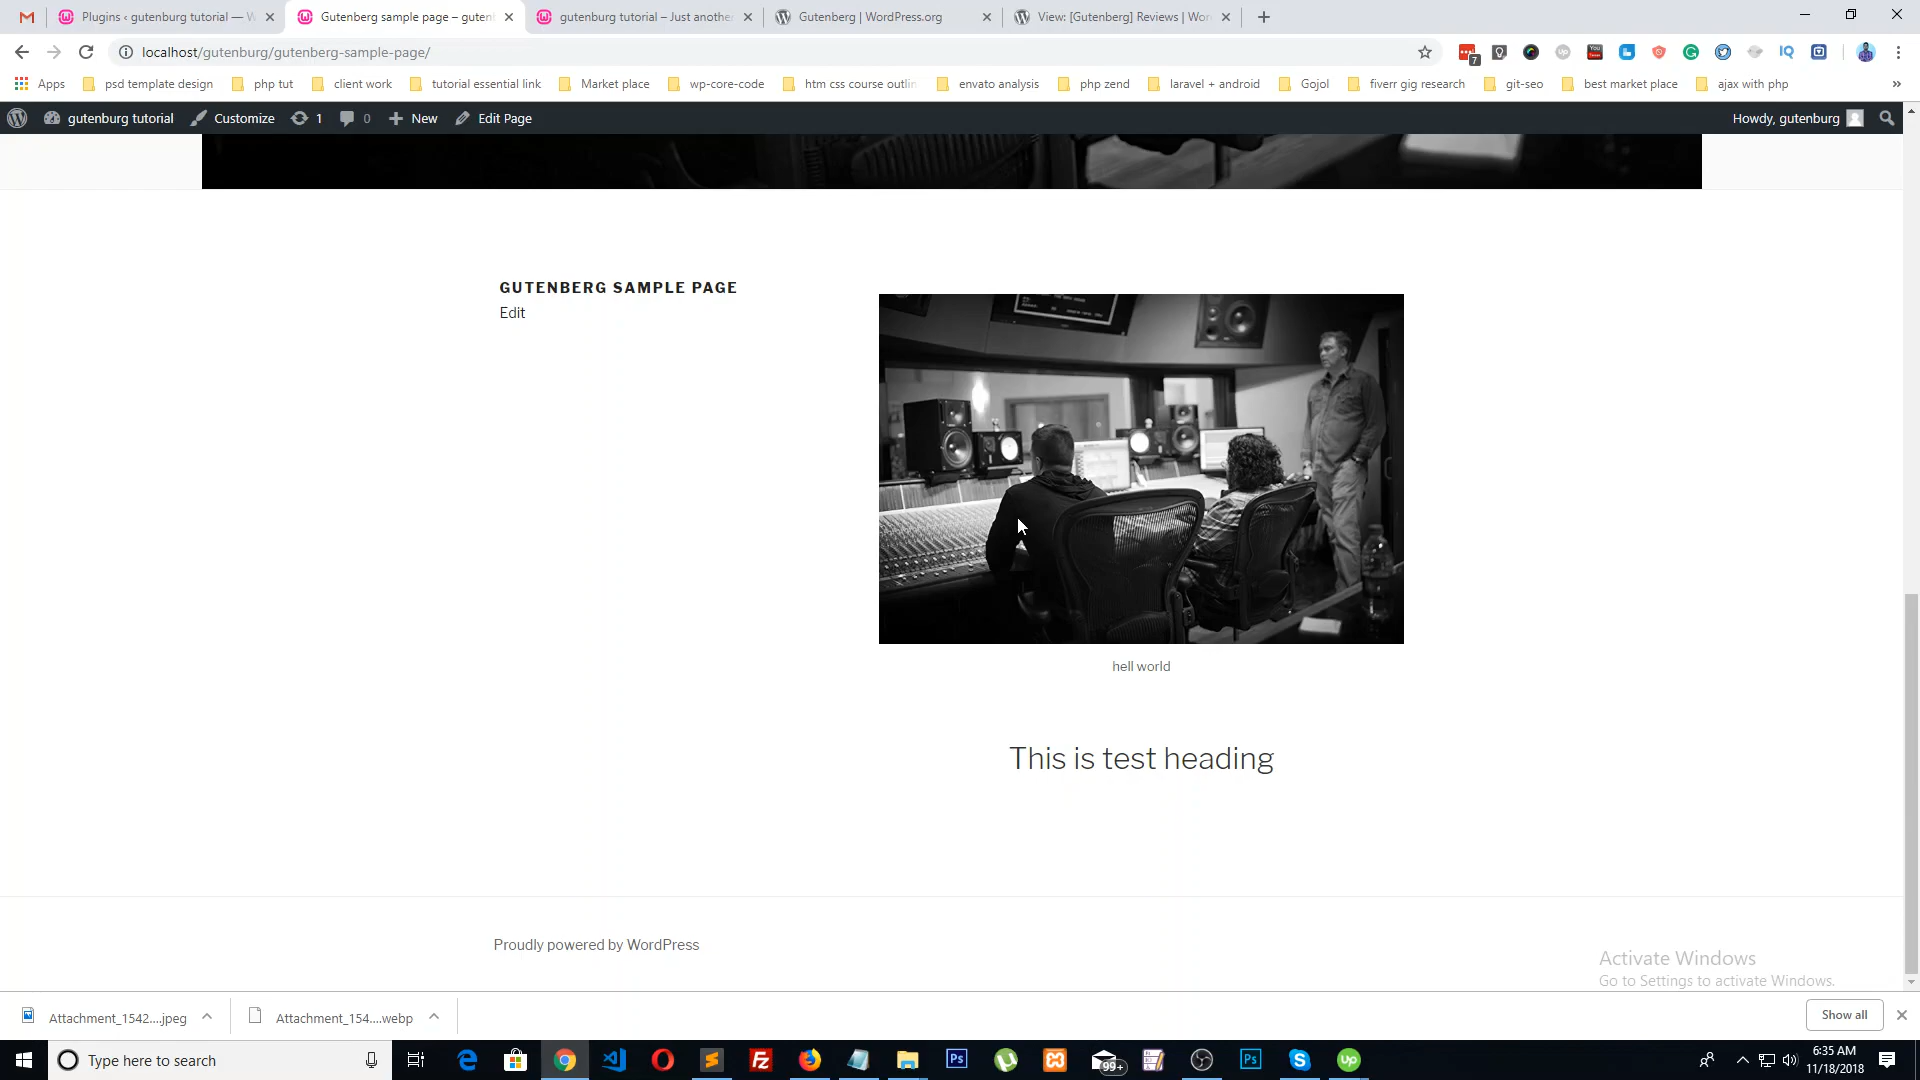 Plugins ‹ gutenburg tutorial — W
Gutenberg sample page – guten
gutenburg tutorial – Just another
Gutenberg | WordPress.org
View: [Gutenberg] Reviews | Wor
localhost/gutenburg/gutenberg-sample-page/
7
Apps
psd template design
php tut
client work
tutorial essential link
Market place
wp-core-code
htm css course outlin
envato analysis
php zend
laravel + android
Gojol
fiverr gig research
git-seo
best market place
ajax with php
»
gutenburg tutorial
Customize
1
0
New
Edit Page
Howdy, gutenburg
GUTENBERG SAMPLE PAGE
Edit
hell world
This is test heading
Proudly powered by WordPress
Activate Windows
Go to Settings to activate Windows.
Attachment_1542....jpeg
Attachment_154....webp
Show all
Type here to search
99+
6:35 AM
11/18/2018